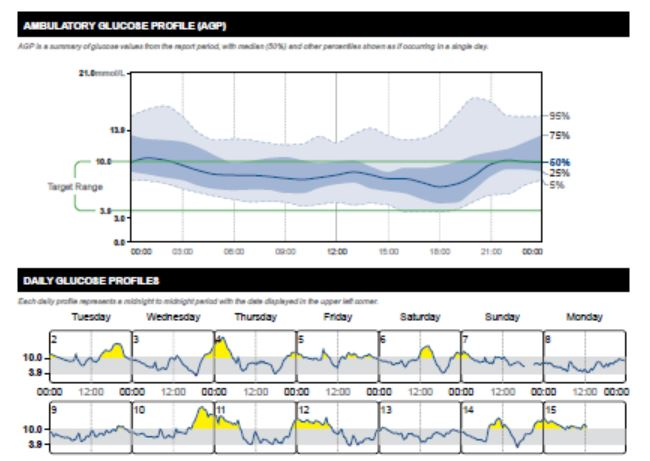 AMBULATORY GLUCOSE PROFILE (AGP)
AGP is a summary of glucose values from the report period, with median (50%) and other percentiles shown as if occurring in a single day.
21.0mmol/L
13.9
10.0
Target Range
3.9
3.0
0.0
95%
75%
50%
25%
5%
00:00 03:00 06:00 09:00 12:00 15:00 18:00 21:00 00:00
DAILY GLUCOSE PROFILES
Each daily profile represents a midnight to midnight period with the date displayed in the upper left corner.
Tuesday Wednesday Thursday Friday Saturday Sunday Monday
2 3 4 5 6 7 8
10.0
3.9
00:00 12:00 00:00 12:00 00:00 12:00 00:00 12:00 00:00 12:00 00:00 12:00 00:00 12:00 00:00
9 10 11 12 13 14 15
10.0
3.9